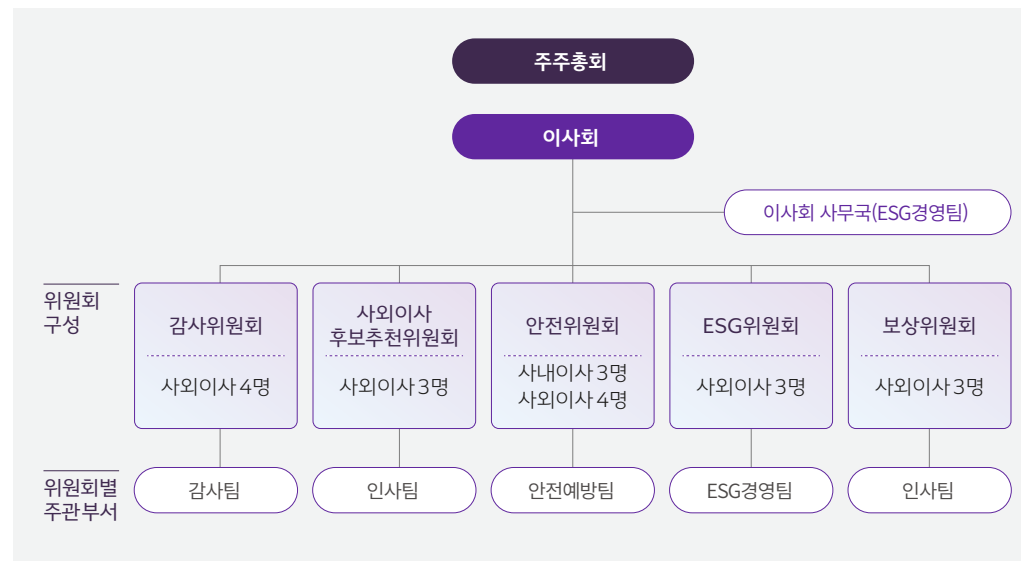 주주총회
이사회
이사회 사무국(ESG경영팀)
위원회
구성
감사위원회
사외이사 4명
사외이사
후보추천위원회
사외이사 3명
안전위원회
사내이사 3명
사외이사 4명
ESG위원회
사외이사 3명
보상위원회
사외이사 3명
위원회별
주관부서
감사팀
인사팀
안전예방팀
ESG경영팀
인사팀